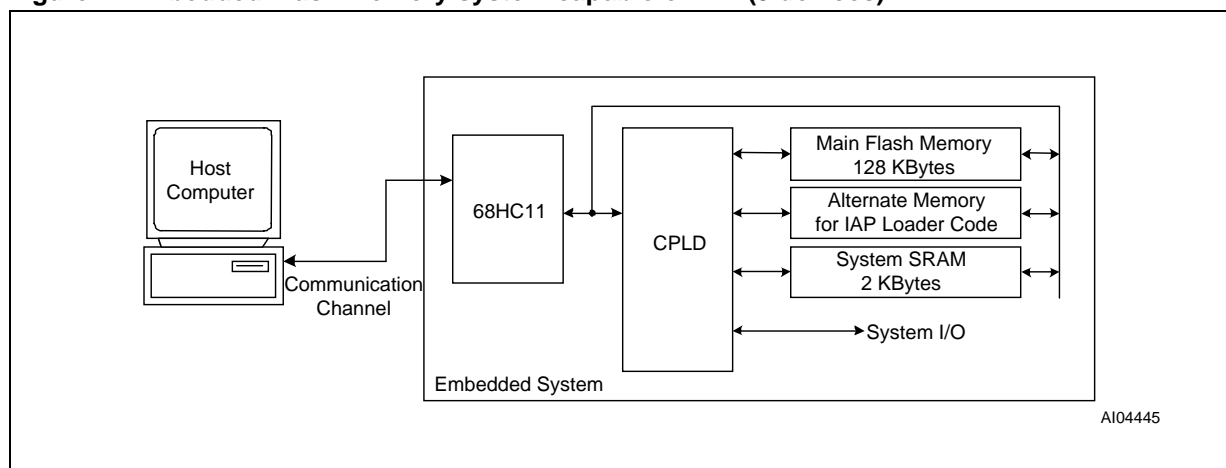 Host
Computer
Communication
Channel
68HC11
CPLD
Main Flash Memory
128 KBytes
Alternate Memory
for IAP Loader Code
System SRAM
2 KBytes
System I/O
Embedded System
AI04445